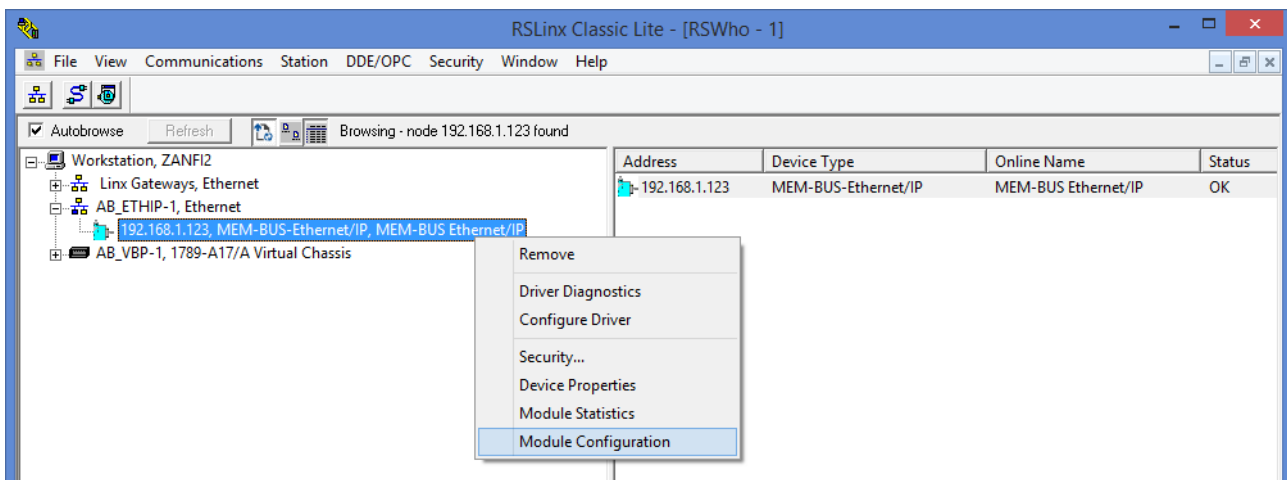 RSLinx Classic Lite - [RSWho - 1]
File View Communications Station DDE/OPC Security Window Help
Autobrowse Refresh Browsing - node 192.168.1.123 found
Workstation, ZANFI2
Linx Gateways, Ethernet
AB_ETHIP-1, Ethernet
192.168.1.123, MEM-BUS-Ethernet/IP, MEM-BUS Ethernet/IP
AB_VBP-1, 1789-A17/A Virtual Chassis
Address Device Type Online Name Status
192.168.1.123 MEM-BUS-Ethernet/IP MEM-BUS Ethernet/IP OK
Remove
Driver Diagnostics
Configure Driver
Security...
Device Properties
Module Statistics
Module Configuration